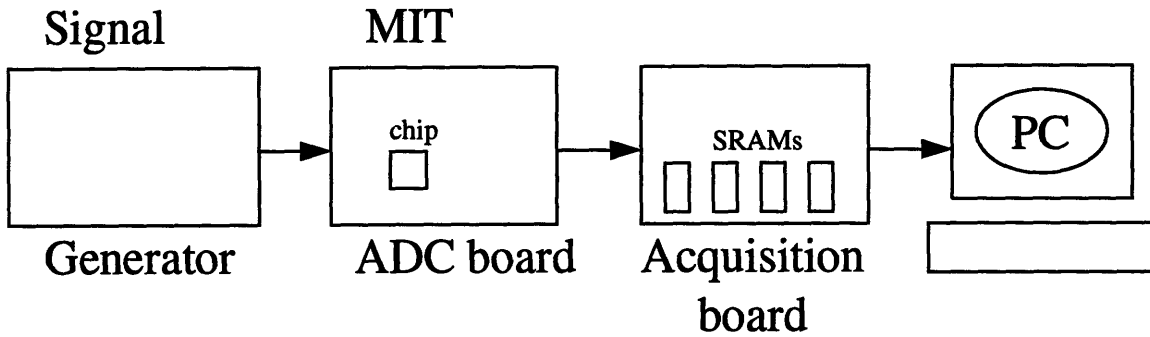 Signal
Generator
MIT
chip
ADC board
SRAMs
Acquisition
board
PC